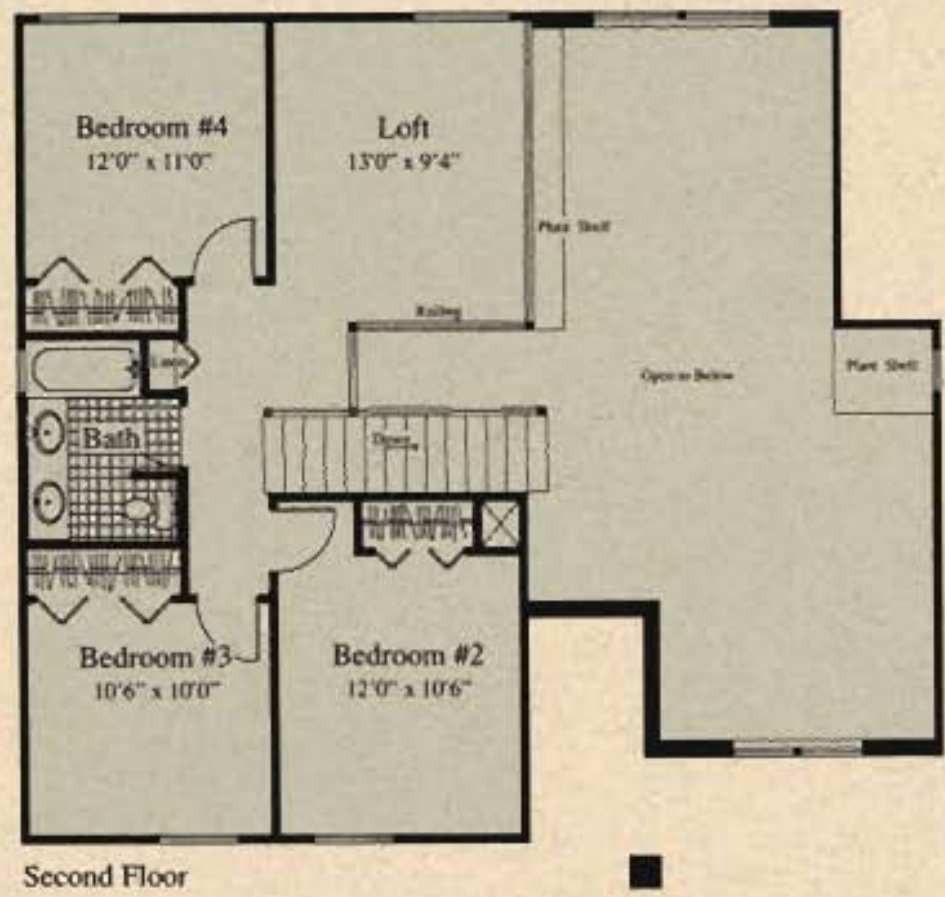 Bedroom #4
12'0" x 11'0"
Loft
13'0" x 9'4"
Plant Shelf
Railing
Linen
Open to Below
Plant Shelf
Down
Bath
Bedroom #3
10'6" x 10'0"
Bedroom #2
12'0" x 10'6"
Second Floor